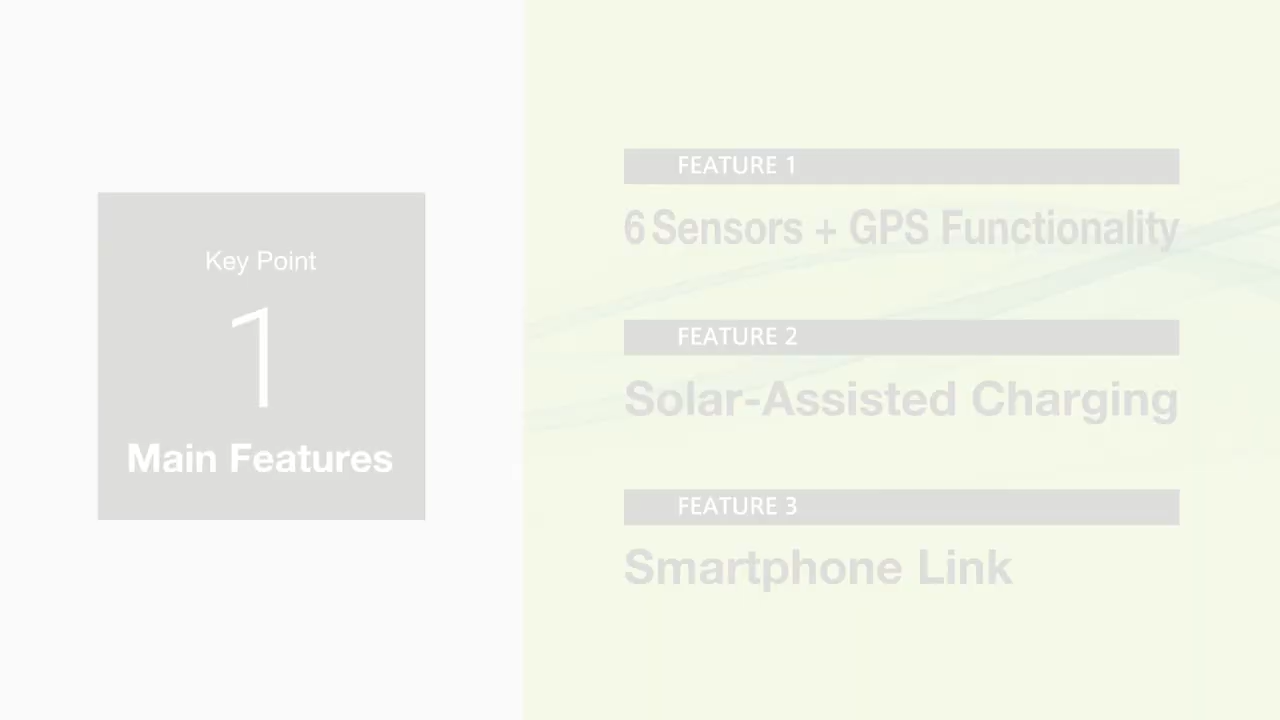 Key Point
1
Main Features
FEATURE 1
6 Sensors + GPS Functionality
FEATURE 2
Solar-Assisted Charging
FEATURE 3
Smartphone Link